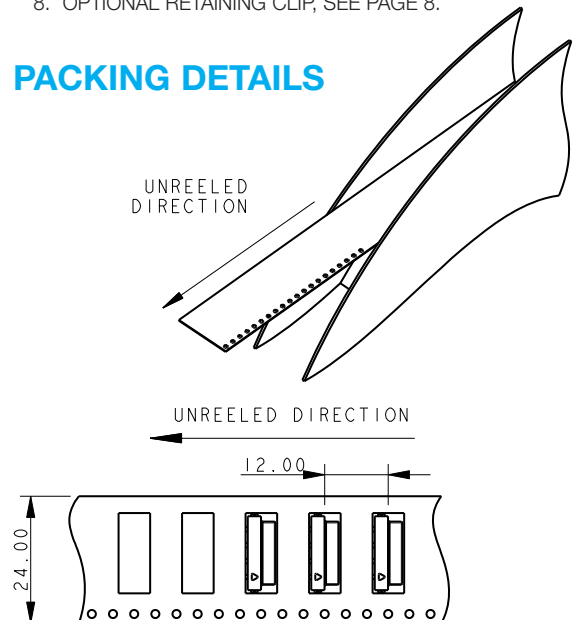 8. OPTIONAL RETAINING CLIP, SEE PAGE 8.
PACKING DETAILS
UNREELED
DIRECTION
UNREELED DIRECTION
12.00
24.00